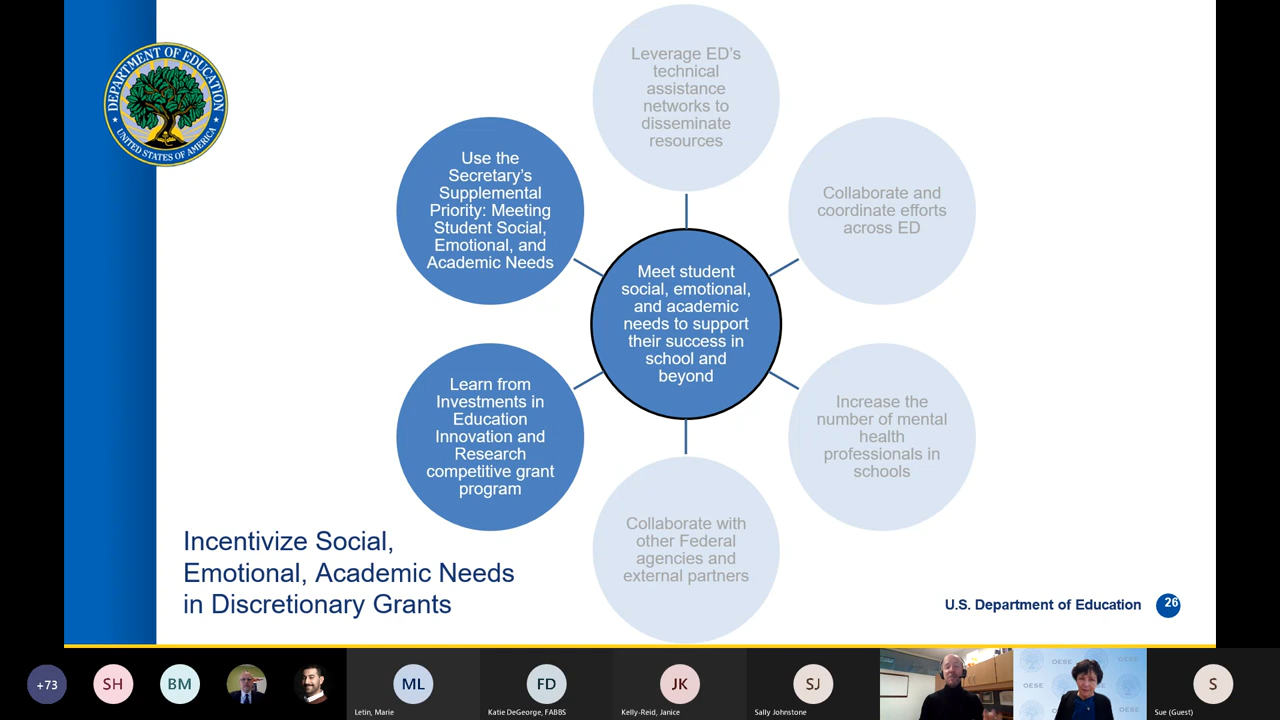 DEPARTMENT OF EDUCATION
UNITED STATES OF AMERICA
Leverage ED's
technical
assistance
networks to
disseminate
resources
Use the
Secretary's
Supplemental
Priority: Meeting
Student Social,
Emotional, and
Academic Needs
Collaborate and
coordinate efforts
across ED
Meet student
social, emotional,
and academic
needs to support
their success in
school and
beyond
Learn from
Investments in
Education
Innovation and
Research
competitive grant
program
Increase the
number of mental
health
professionals in
schools
Collaborate with
other Federal
agencies and
external partners
Incentivize Social,
Emotional, Academic Needs
in Discretionary Grants
U.S. Department of Education
26
+73
SH
BM
ML
Letin, Marie
FD
Katie DeGeorge, FABBS
JK
Kelly-Reid, Janice
SJ
Sally Johnstone
OESE
OESE
OESE
OESE
S
Sue (Guest)